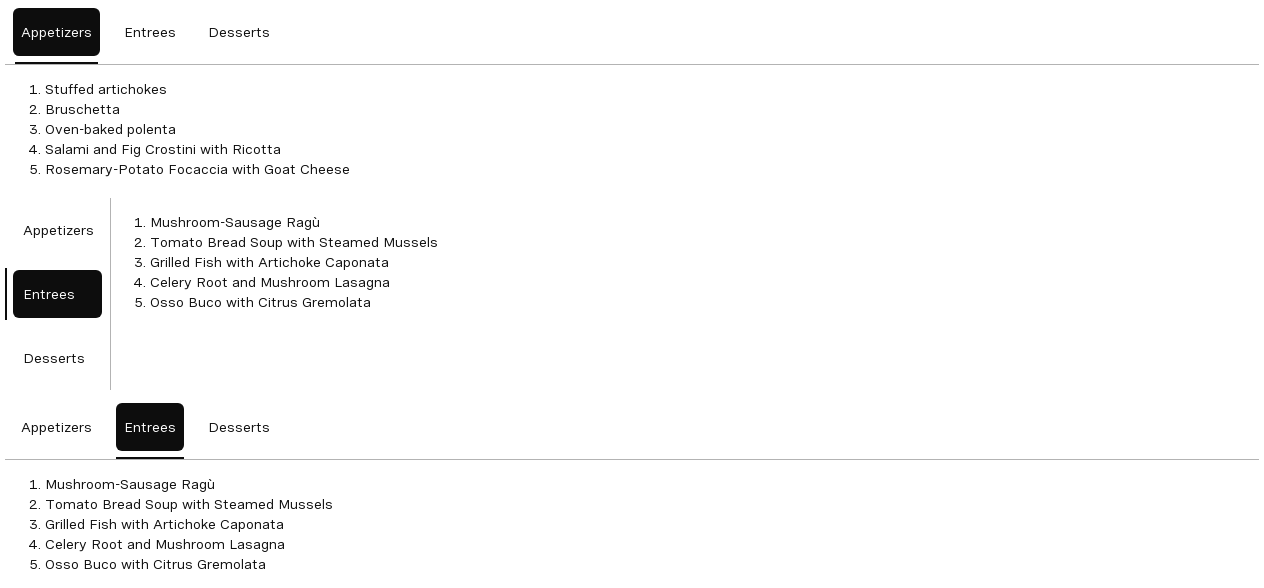 Appetizers Entrees Desserts
1. Stuffed artichokes
2. Bruschetta
3. Oven-baked polenta
4. Salami and Fig Crostini with Ricotta
5. Rosemary-Potato Focaccia with Goat Cheese
Appetizers
Entrees
Desserts
1. Mushroom-Sausage Ragù
2. Tomato Bread Soup with Steamed Mussels
3. Grilled Fish with Artichoke Caponata
4. Celery Root and Mushroom Lasagna
5. Osso Buco with Citrus Gremolata
Appetizers Entrees Desserts
1. Mushroom-Sausage Ragù
2. Tomato Bread Soup with Steamed Mussels
3. Grilled Fish with Artichoke Caponata
4. Celery Root and Mushroom Lasagna
5. Osso Buco with Citrus Gremolata